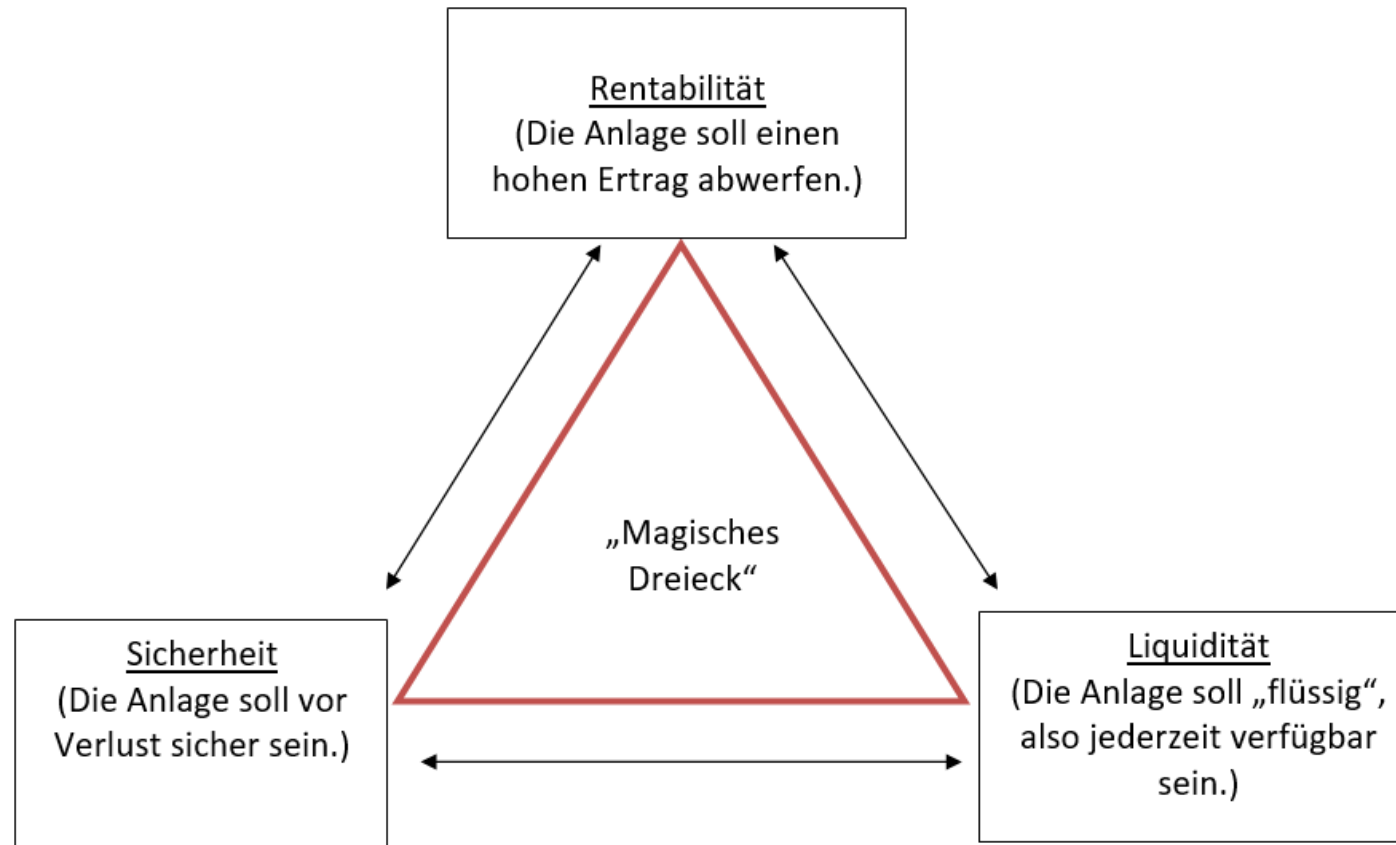 Rentabilität
(Die Anlage soll einen
hohen Ertrag abwerfen.)
„Magisches
Dreieck“
Sicherheit
(Die Anlage soll vor
Verlust sicher sein.)
Liquidität
(Die Anlage soll „flüssig“,
also jederzeit verfügbar
sein.)